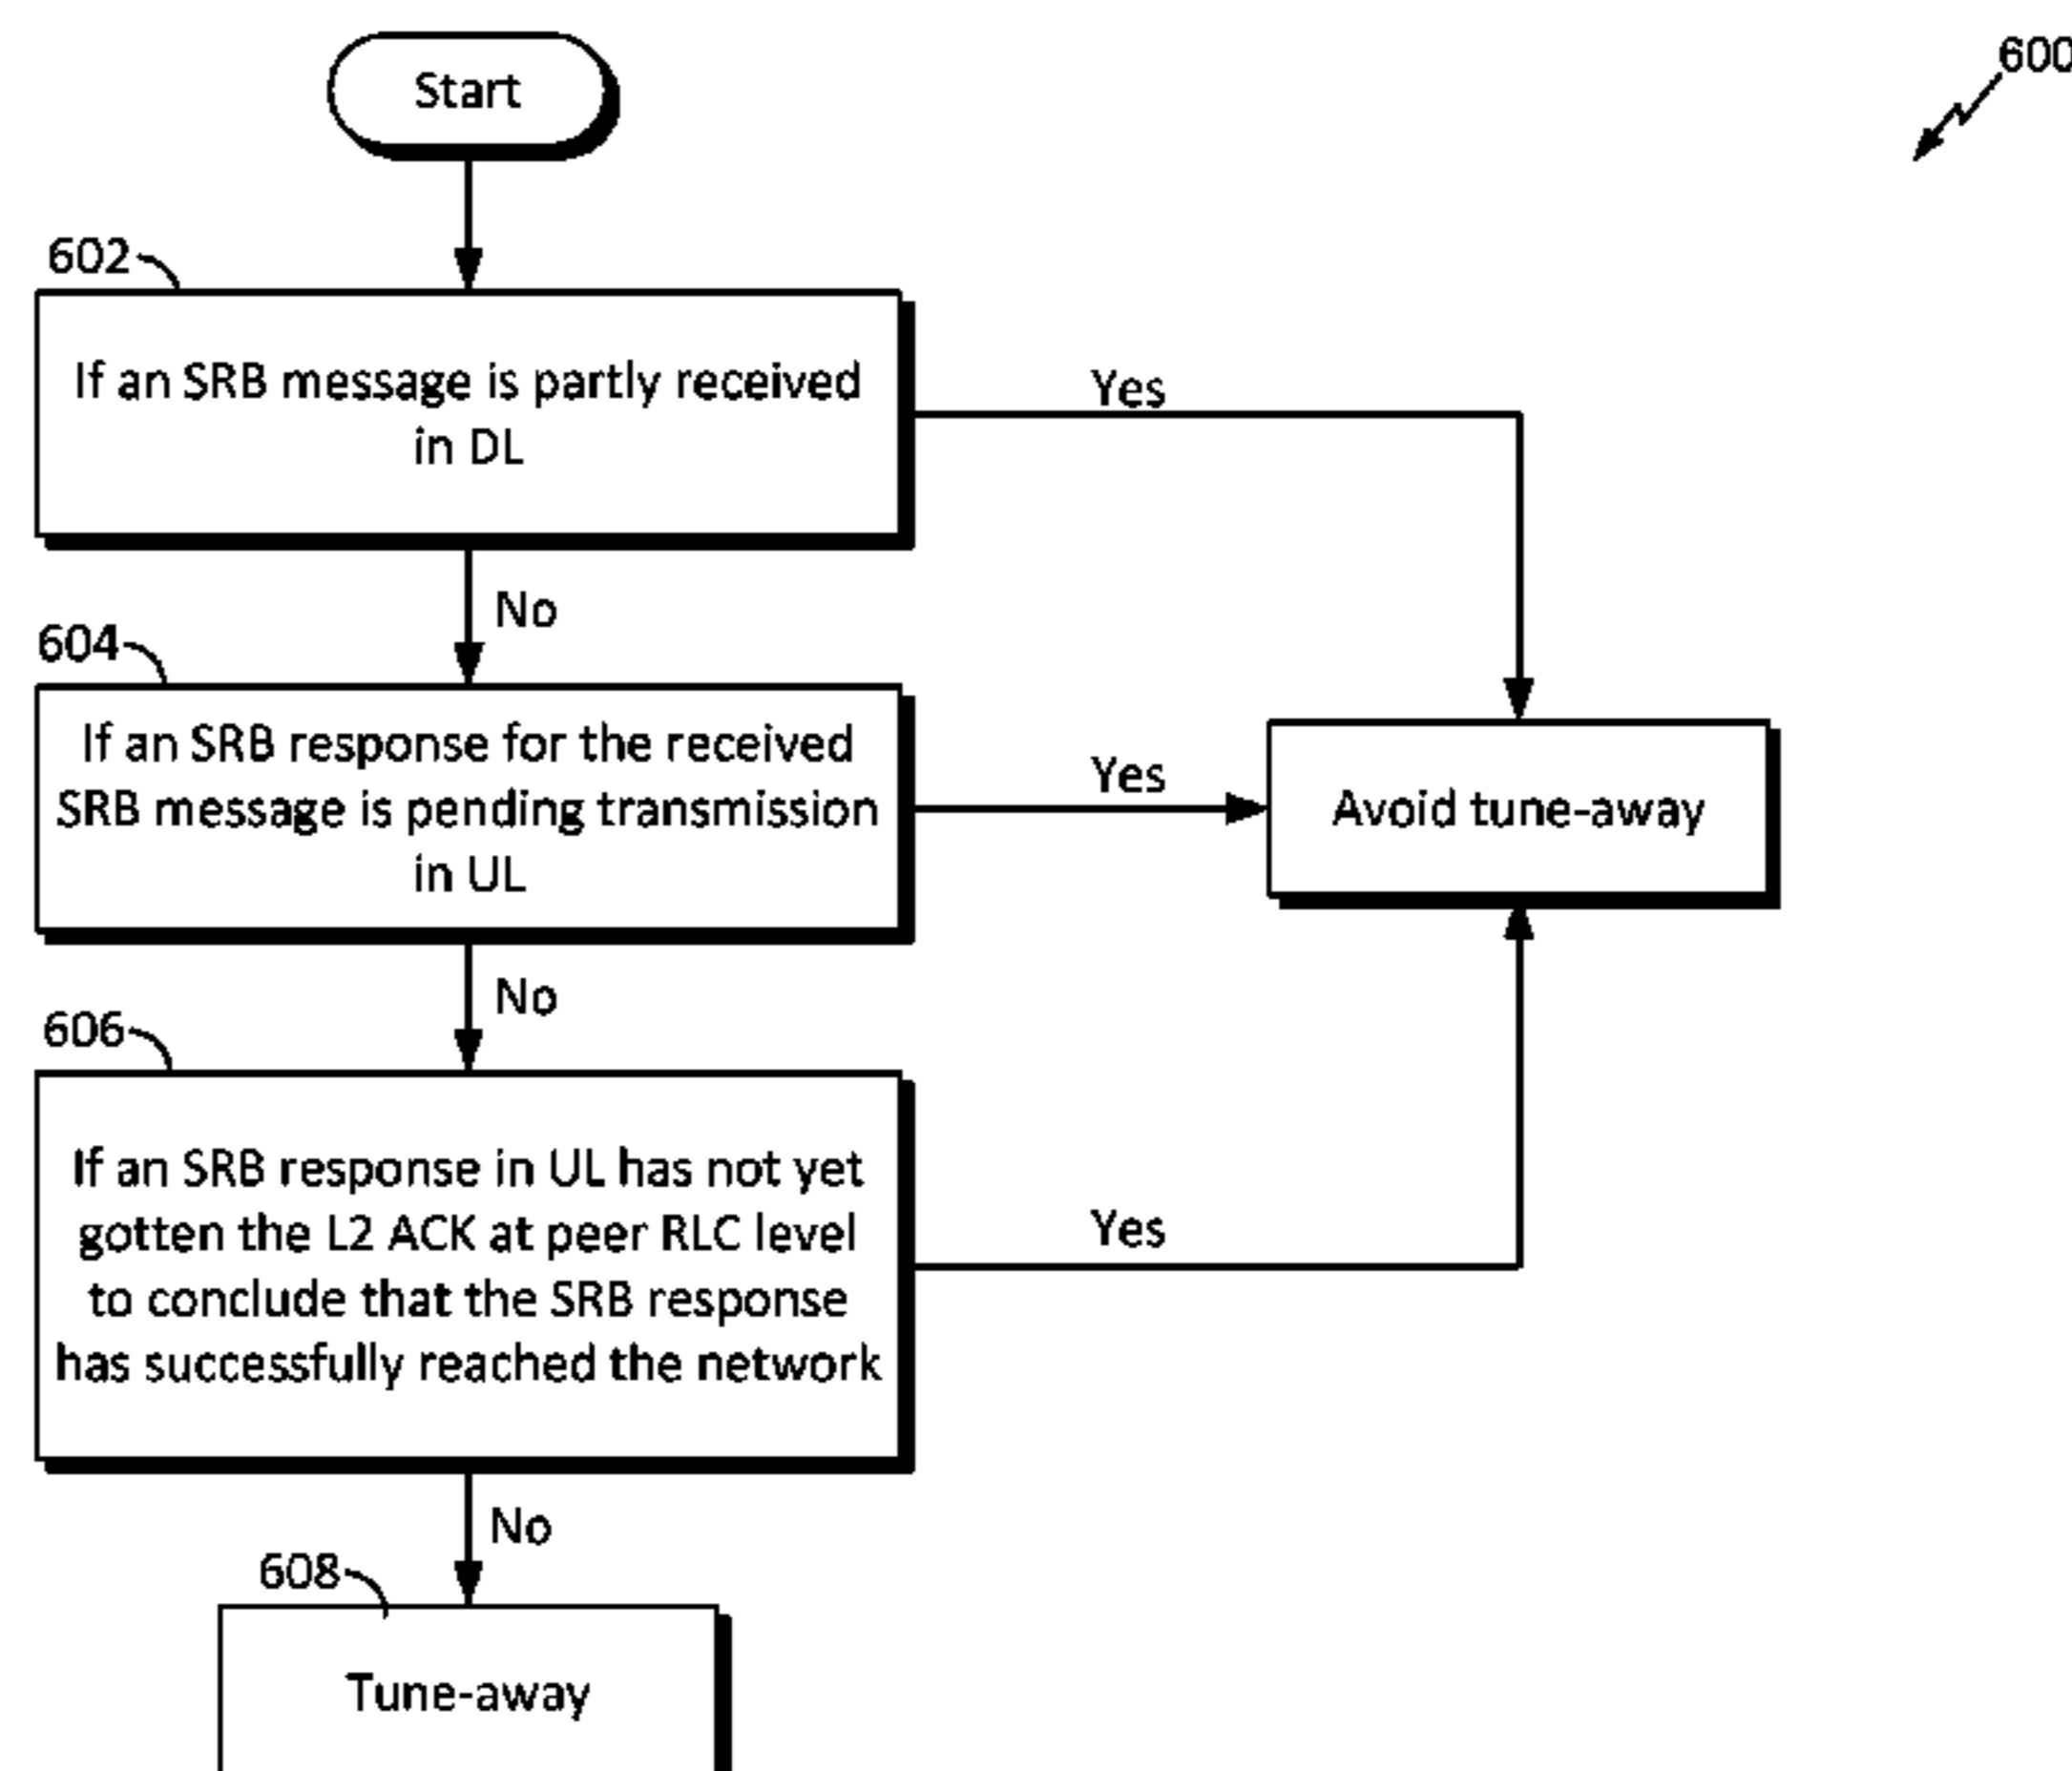 Start
600
602
If an SRB message is partly received
in DL
Yes
No
604
If an SRB response for the received
SRB message is pending transmission
in UL
Yes
Avoid tune-away
No
606
If an SRB response in UL has not yet
gotten the L2 ACK at peer RLC level
to conclude that the SRB response
has successfully reached the network
Yes
No
608
Tune-away